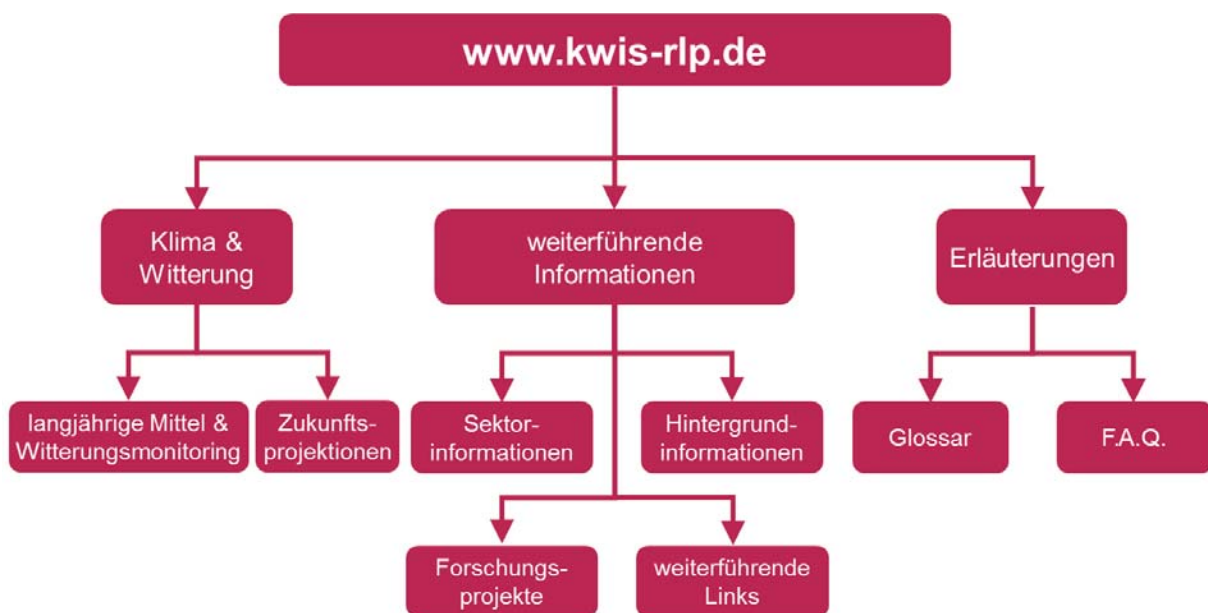 www.kwis-rlp.de
Klima &
Witterung
weiterführende
Informationen
Erläuterungen
langjährige Mittel &
Witterungsmonitoring
Zukunfts-
projektionen
Sektor-
informationen
Hintergrund-
informationen
Glossar
F.A.Q.
Forschungs-
projekte
weiterführende
Links